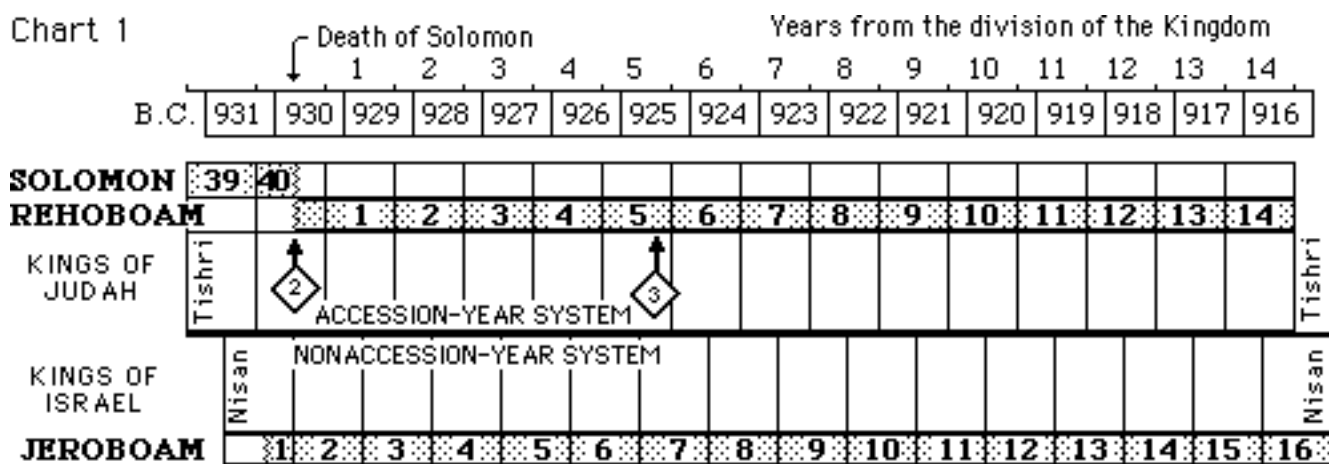 Chart 1
Death of Solomon
Years from the division of the Kingdom
1 2 3 4 5 6 7 8 9 10 11 12 13 14
B.C. 931 930 929 928 927 926 925 924 923 922 921 920 919 918 917 916
SOLOMON 39 40
REHOBOAM 1 2 3 4 5 6 7 8 9 10 11 12 13 14
KINGS OF
JUDAH
Tishri
2
3
ACCESSION-YEAR SYSTEM
Tishri
NONACCESSION-YEAR SYSTEM
KINGS OF
ISRAEL
Nisan
Nisan
JEROBOAM 1 2 3 4 5 6 7 8 9 10 11 12 13 14 15 16